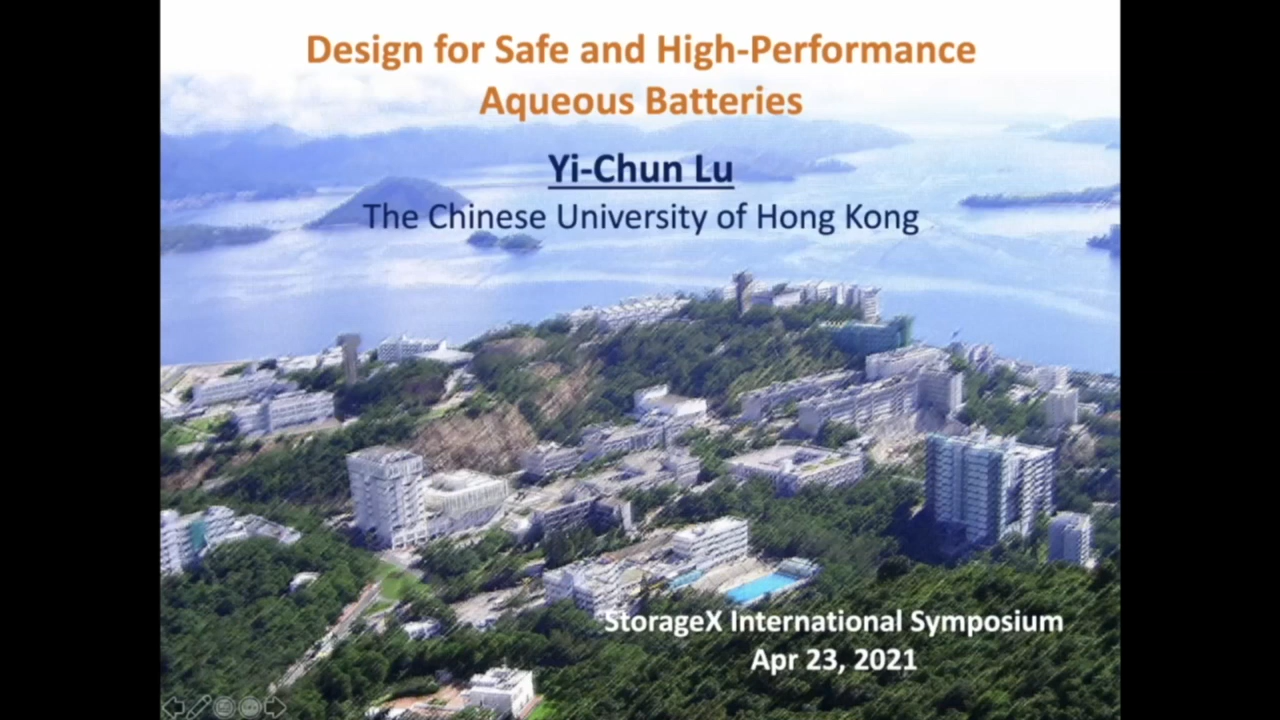 Design for Safe and High-Performance
Aqueous Batteries
Yi-Chun Lu
The Chinese University of Hong Kong
StorageX International Symposium
Apr 23, 2021